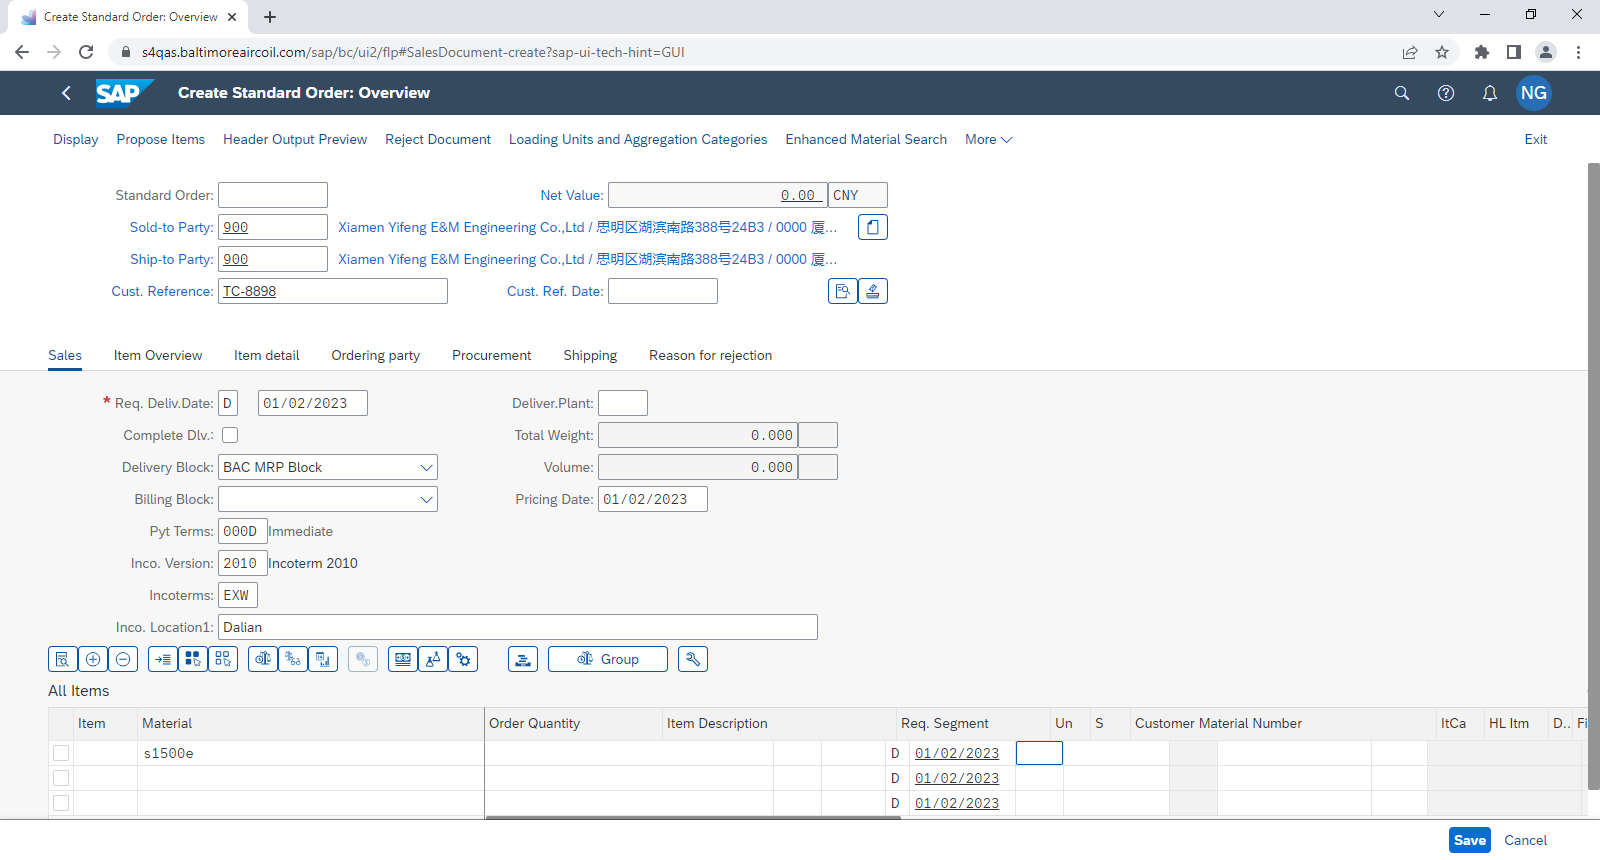 Create Standard Order: Overview
s4qas.baltimoreaircoil.com/sap/bc/ui2/flp#SalesDocument-create?sap-ui-tech-hint=GUI
SAP Create Standard Order: Overview NG
Display Propose Items Header Output Preview Reject Document Loading Units and Aggregation Categories Enhanced Material Search More Exit
Standard Order: Net Value: 0.00 CNY
Sold-to Party: 900 Xiamen Yifeng E&M Engineering Co.,Ltd / 思明区湖滨南路388号24B3 / 0000 厦...
Ship-to Party: 900 Xiamen Yifeng E&M Engineering Co.,Ltd / 思明区湖滨南路388号24B3 / 0000 厦...
Cust. Reference: TC-8898 Cust. Ref. Date:
Sales Item Overview Item detail Ordering party Procurement Shipping Reason for rejection
* Req. Deliv.Date: D 01/02/2023 Deliver.Plant:
Complete Dlv.: Total Weight: 0.000
Delivery Block: BAC MRP Block Volume: 0.000
Billing Block: Pricing Date: 01/02/2023
Pyt Terms: 000D Immediate
Inco. Version: 2010 Incoterm 2010
Incoterms: EXW
Inco. Location1: Dalian
Group
All Items
Item Material Order Quantity Item Description Req. Segment Un S Customer Material Number ItCa HL Itm D.. Fi
s1500e D 01/02/2023
D 01/02/2023
D 01/02/2023
Save Cancel